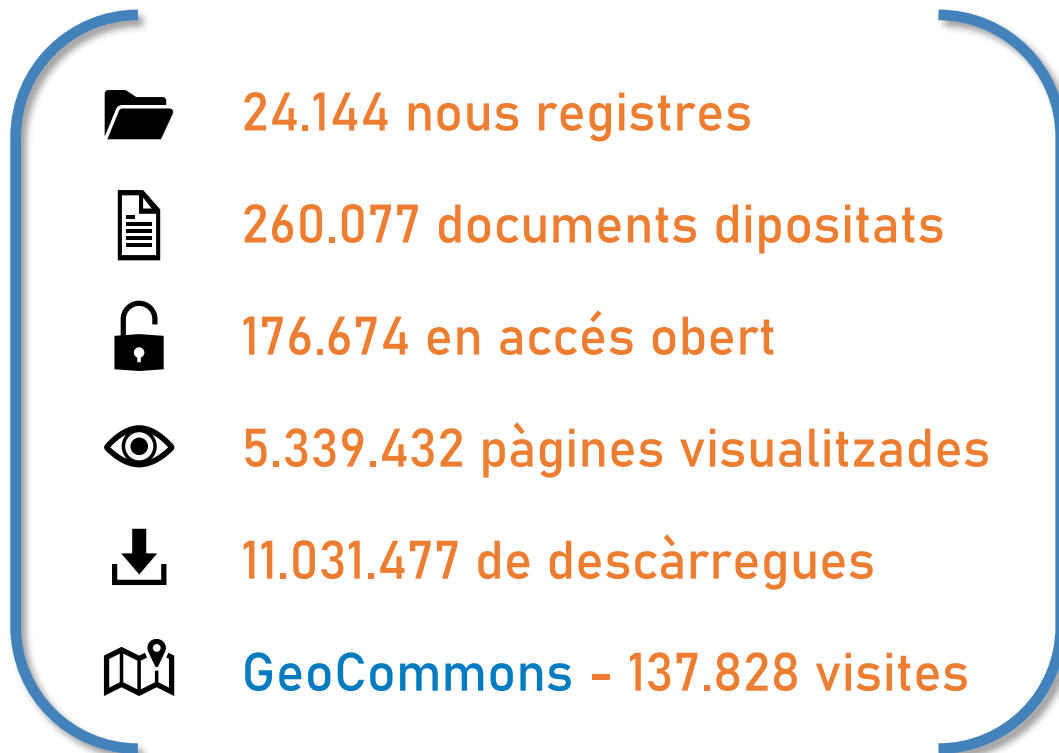 24.144 nous registres
260.077 documents dipositats
176.674 en accés obert
5.339.432 pàgines visualitzades
11.031.477 de descàrregues
GeoCommons - 137.828 visites